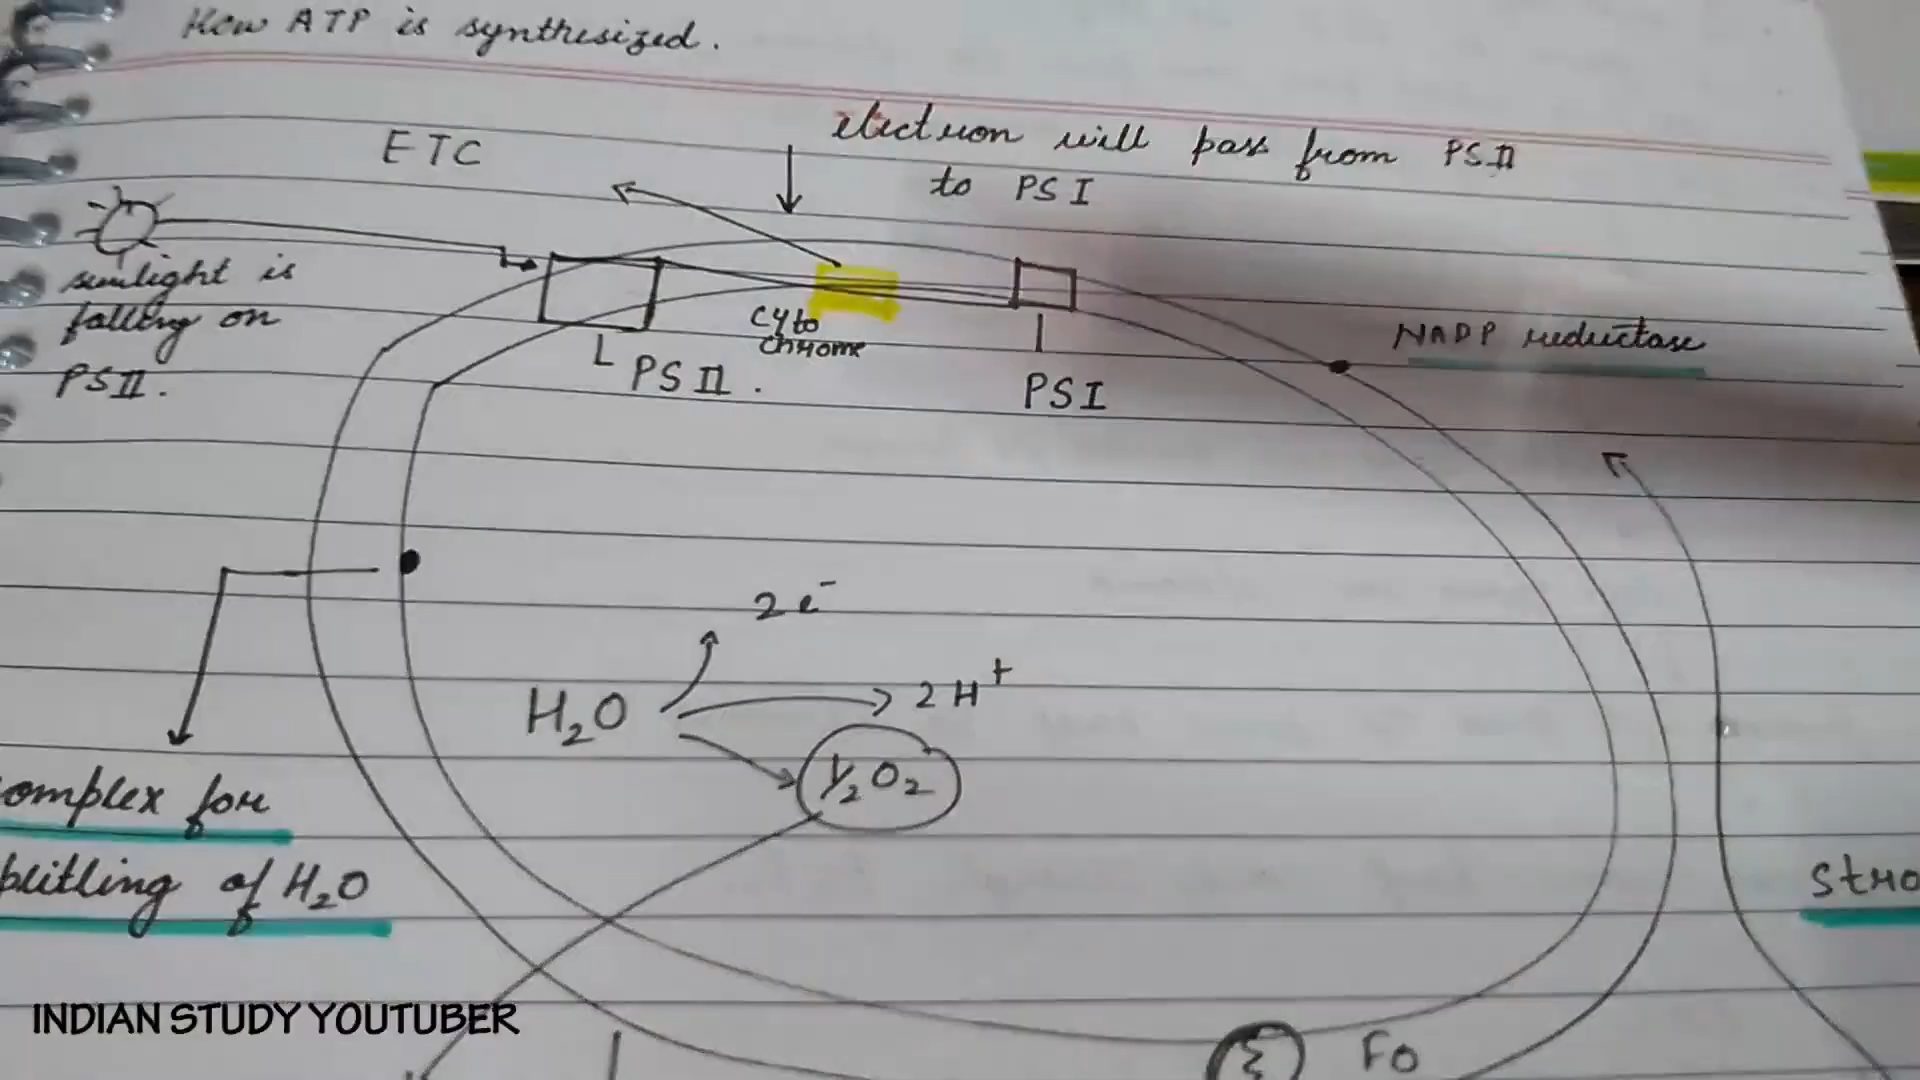 How ATP is synthesized.
ETC
electron will pass from PSII
to PSI
sunlight is
falling on
PSII.
Cyto
Chrome
PSII.
PSI
NADP reductase
2e⁻
H₂O
2H⁺
½O₂
omplex for
plitling of H₂O
stro
FO
INDIAN STUDY YOUTUBER